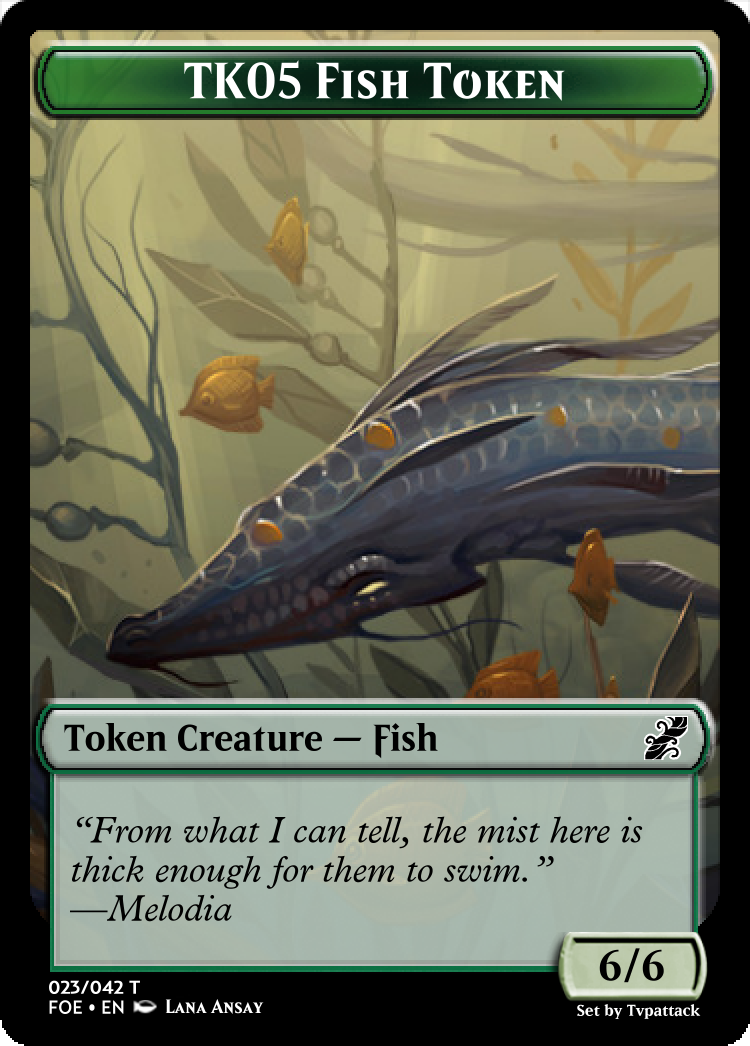 TK05 Fish Token
Token Creature — Fish
“From what I can tell, the mist here is
thick enough for them to swim.”
—Melodia
6/6
023/042 T
FOE • EN Lana Ansay
Set by Tvpattack